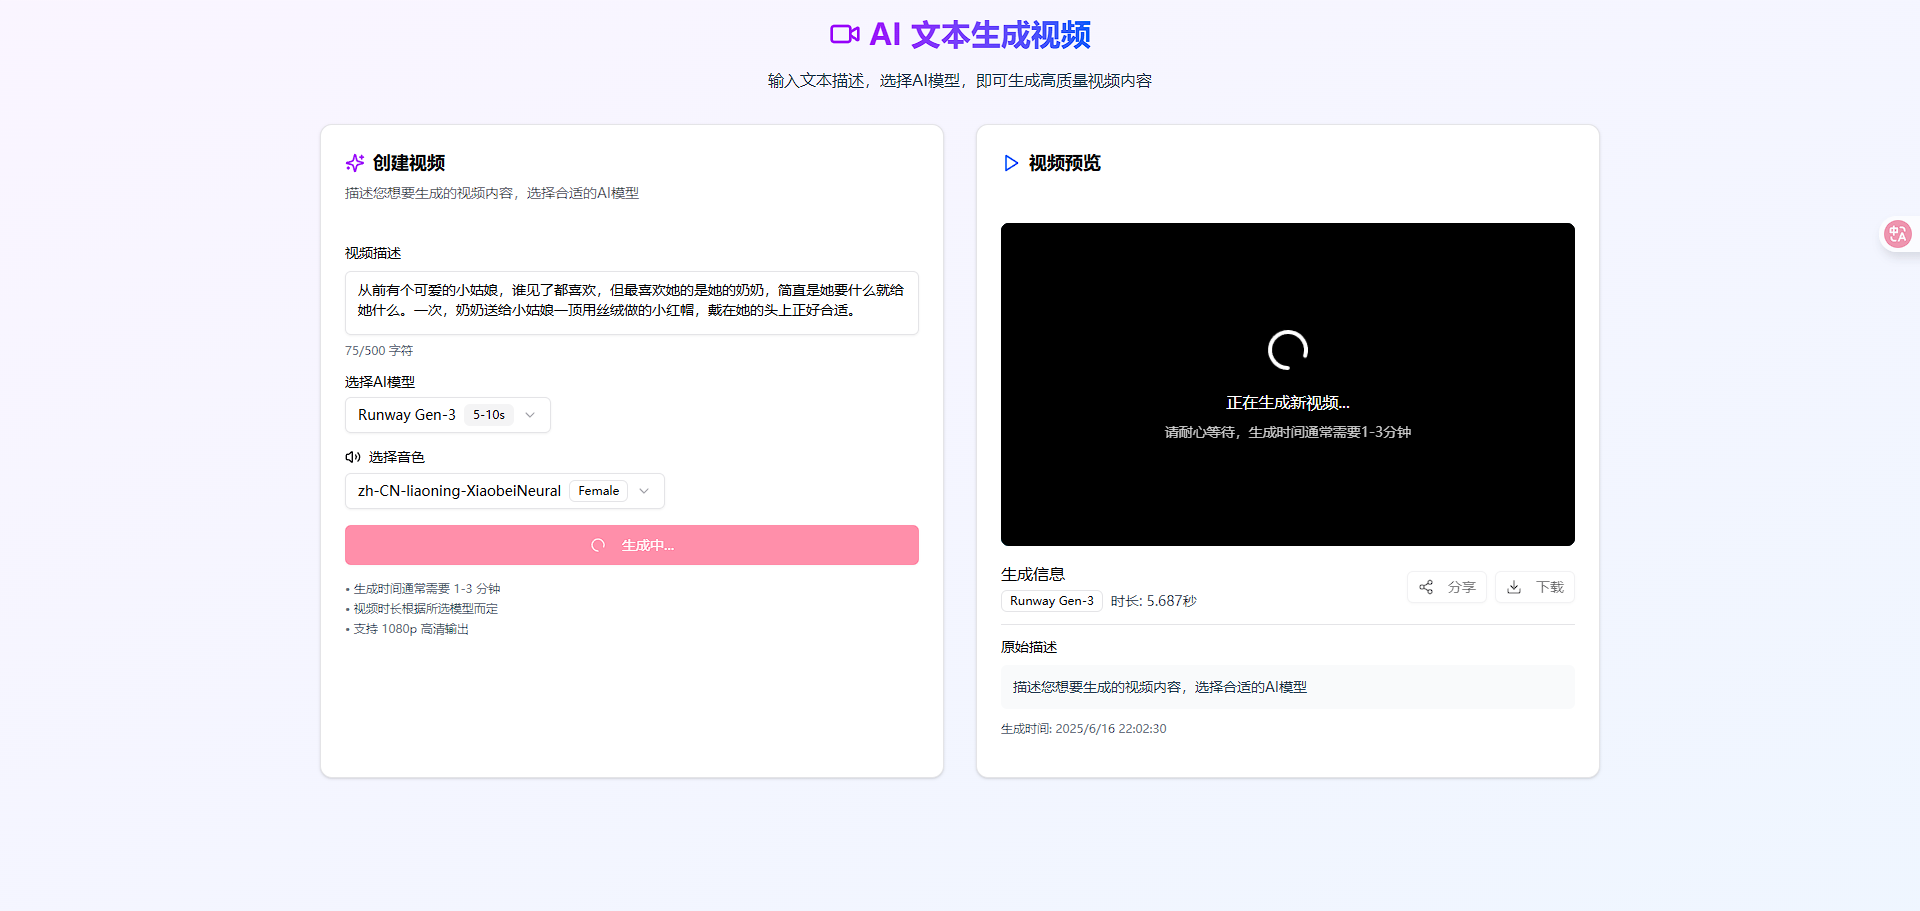 AI 文本生成视频
输入文本描述，选择AI模型，即可生成高质量视频内容
创建视频
描述您想要生成的视频内容，选择合适的AI模型
视频描述
从前有个可爱的小姑娘，谁见了都喜欢，但最喜欢她的是她的奶奶，简直是她要什么就给
她什么。一次，奶奶送给小姑娘一顶用丝绒做的小红帽，戴在她的头上正好合适。
75/500 字符
选择AI模型
Runway Gen-3 5-10s
选择音色
zh-CN-liaoning-XiaobeiNeural Female
生成中...
• 生成时间通常需要 1-3 分钟
• 视频时长根据所选模型而定
• 支持 1080p 高清输出
视频预览
正在生成新视频...
请耐心等待，生成时间通常需要1-3分钟
生成信息
Runway Gen-3 时长: 5.687秒
分享
下载
原始描述
描述您想要生成的视频内容，选择合适的AI模型
生成时间: 2025/6/16 22:02:30
中A